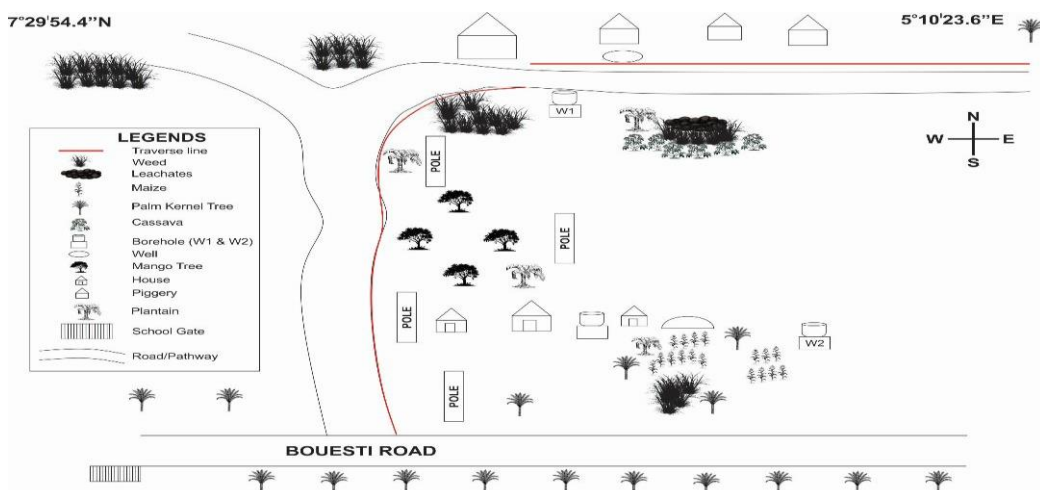 7°29'54.4"N
5°10'23.6"E
W1
N
W E
S
LEGENDS
Traverse line
Weed
Leachates
Maize
Palm Kernel Tree
Cassava
Borehole (W1 & W2)
Well
Mango Tree
House
Piggery
Plantain
School Gate
Road/Pathway
POLE
POLE
POLE
W2
POLE
BOUESTI ROAD